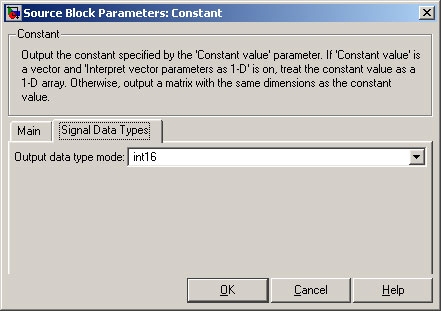 Source Block Parameters: Constant
Constant
Output the constant specified by the 'Constant value' parameter. If 'Constant value' is
a vector and 'Interpret vector parameters as 1-D' is on, treat the constant value as a
1-D array. Otherwise, output a matrix with the same dimensions as the constant
value.
Main Signal Data Types
Output data type mode: int16
OK Cancel Help